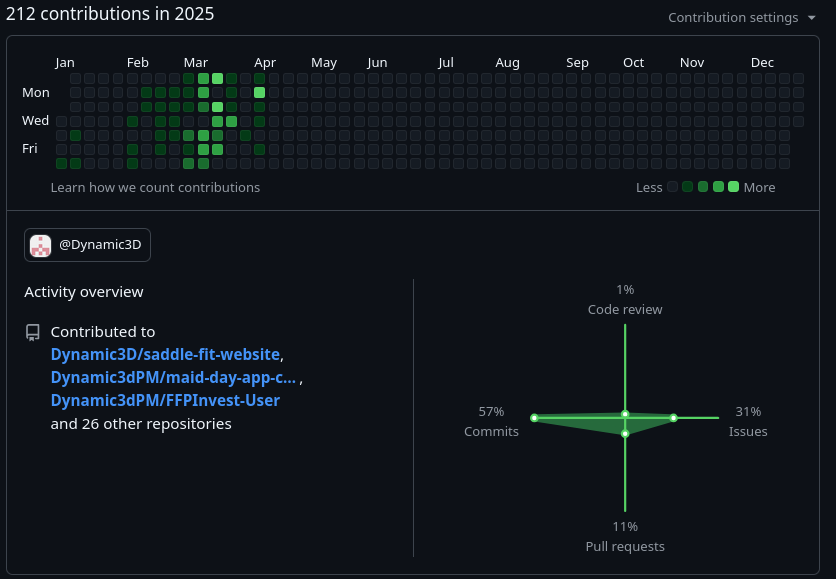 212 contributions in 2025
Contribution settings
Jan Feb Mar Apr May Jun Jul Aug Sep Oct Nov Dec
Mon
Wed
Fri
Learn how we count contributions
Less More
@Dynamic3D
Activity overview
Contributed to
Dynamic3D/saddle-fit-website,
Dynamic3dPM/maid-day-app-c... ,
Dynamic3dPM/FFPInvest-User
and 26 other repositories
1%
Code review
57%
Commits
31%
Issues
11%
Pull requests